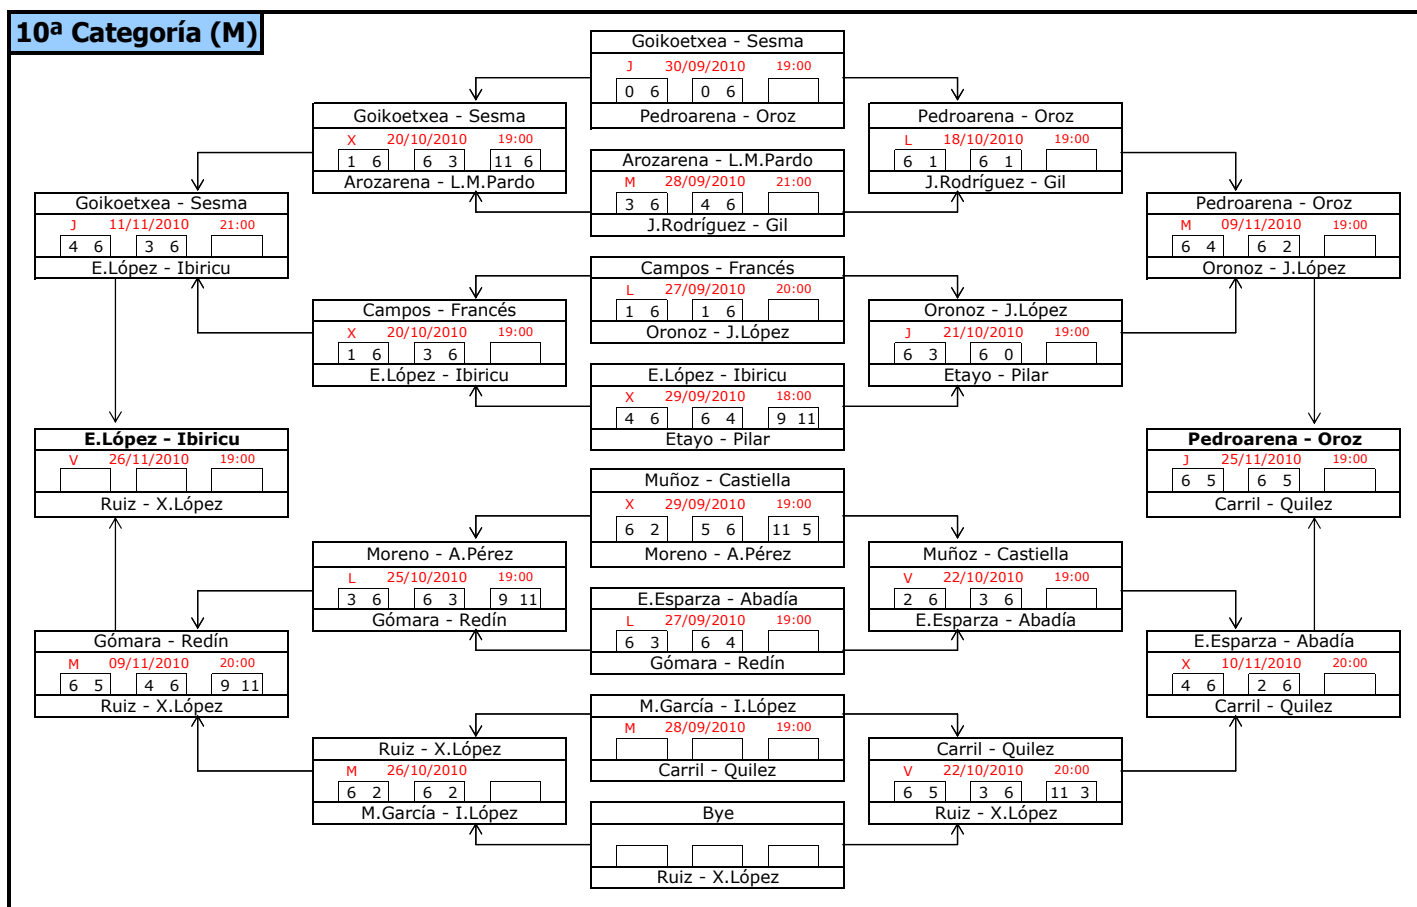 10ª Categoría (M)
Goikoetxea - Sesma
J 30/09/2010 19:00
0 6 0 6
Pedroarena - Oroz
Goikoetxea - Sesma
X 20/10/2010 19:00
1 6 6 3 11 6
Arozarena - L.M.Pardo
Pedroarena - Oroz
L 18/10/2010 19:00
6 1 6 1
J.Rodríguez - Gil
Arozarena - L.M.Pardo
M 28/09/2010 21:00
3 6 4 6
J.Rodríguez - Gil
Goikoetxea - Sesma
J 11/11/2010 21:00
4 6 3 6
E.López - Ibiricu
Pedroarena - Oroz
M 09/11/2010 19:00
6 4 6 2
Oronoz - J.López
Campos - Francés
L 27/09/2010 20:00
1 6 1 6
Oronoz - J.López
Campos - Francés
X 20/10/2010 19:00
1 6 3 6
E.López - Ibiricu
Oronoz - J.López
J 21/10/2010 19:00
6 3 6 0
Etayo - Pilar
E.López - Ibiricu
X 29/09/2010 18:00
4 6 6 4 9 11
Etayo - Pilar
E.López - Ibiricu
V 26/11/2010 19:00
Ruiz - X.López
Pedroarena - Oroz
J 25/11/2010 19:00
6 5 6 5
Carril - Quilez
Muñoz - Castiella
X 29/09/2010 19:00
6 2 5 6 11 5
Moreno - A.Pérez
Moreno - A.Pérez
L 25/10/2010 19:00
3 6 6 3 9 11
Gómara - Redín
Muñoz - Castiella
V 22/10/2010 19:00
2 6 3 6
E.Esparza - Abadía
E.Esparza - Abadía
L 27/09/2010 19:00
6 3 6 4
Gómara - Redín
Gómara - Redín
M 09/11/2010 20:00
6 5 4 6 9 11
Ruiz - X.López
E.Esparza - Abadía
X 10/11/2010 20:00
4 6 2 6
Carril - Quilez
M.García - I.López
M 28/09/2010 19:00
Carril - Quilez
Ruiz - X.López
M 26/10/2010
6 2 6 2
M.García - I.López
Carril - Quilez
V 22/10/2010 20:00
6 5 3 6 11 3
Ruiz - X.López
Bye
Ruiz - X.López